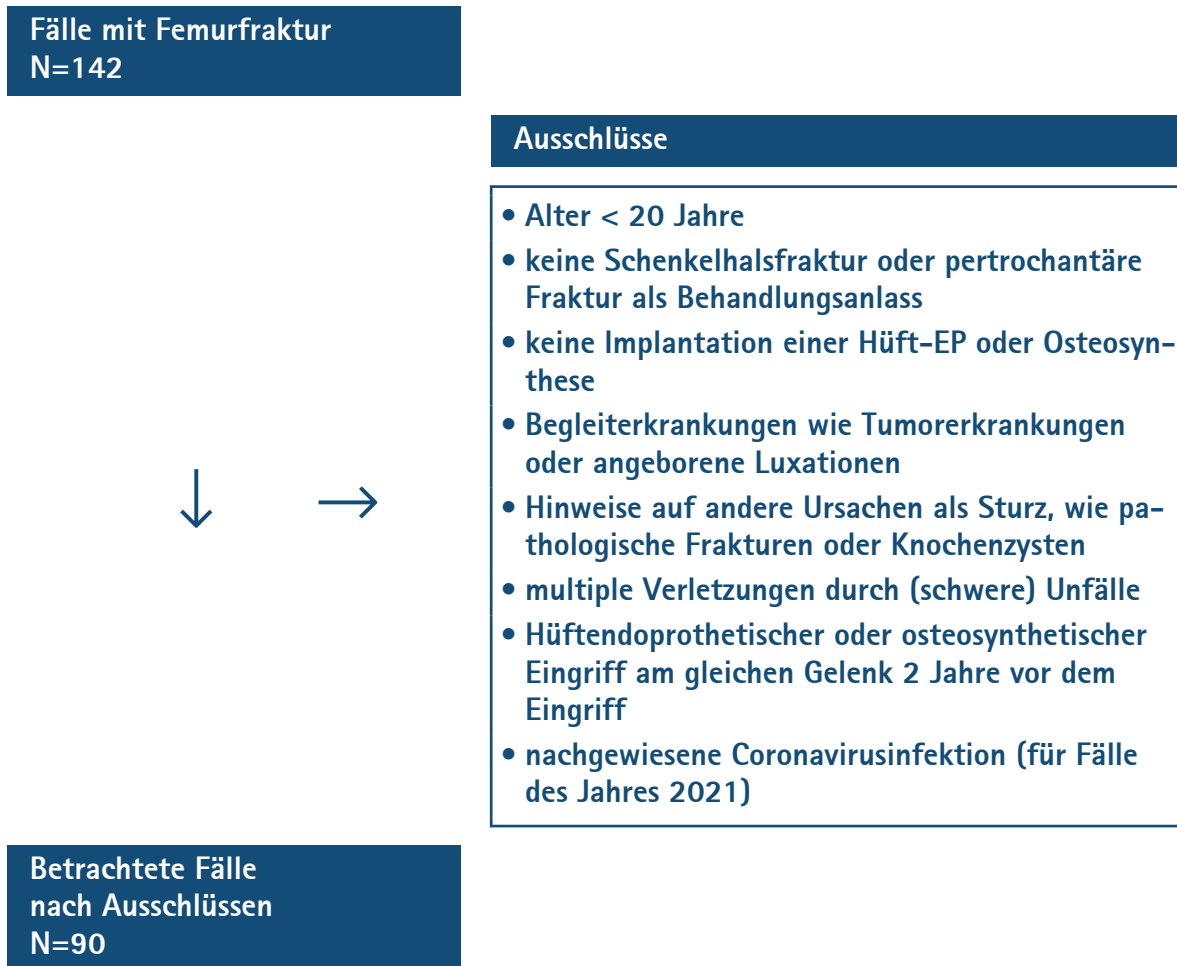 Fälle mit Femurfraktur
N=142
Ausschlüsse
• Alter < 20 Jahre
• keine Schenkelhalsfraktur oder pertrochantäre
Fraktur als Behandlungsanlass
• keine Implantation einer Hüft-EP oder Osteosyn-
these
• Begleiterkrankungen wie Tumorerkrankungen
oder angeborene Luxationen
• Hinweise auf andere Ursachen als Sturz, wie pa-
thologische Frakturen oder Knochenzysten
• multiple Verletzungen durch (schwere) Unfälle
• Hüftendoprothetischer oder osteosynthetischer
Eingriff am gleichen Gelenk 2 Jahre vor dem
Eingriff
• nachgewiesene Coronavirusinfektion (für Fälle
des Jahres 2021)
Betrachtete Fälle
nach Ausschlüssen
N=90